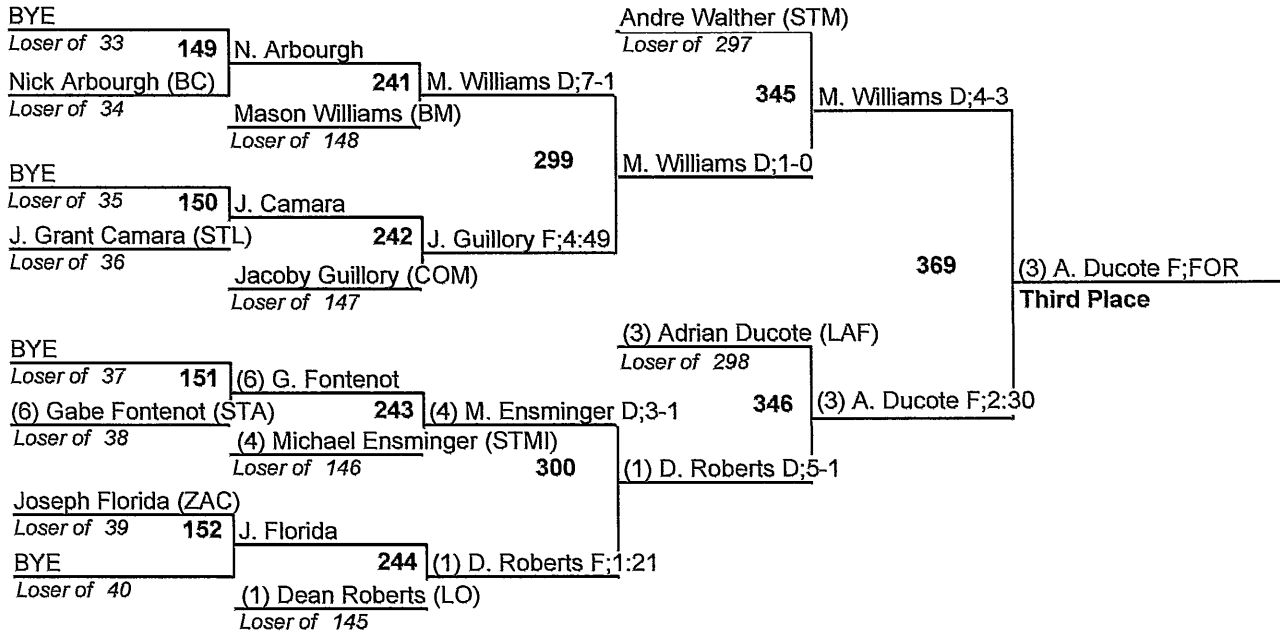 BYE
Loser of 33
149
N. Arbourgh
Nick Arbourgh (BC)
Loser of 34
241
M. Williams D;7-1
Mason Williams (BM)
Loser of 148
299
BYE
Loser of 35
150
J. Camara
J. Grant Camara (STL)
Loser of 36
242
J. Guillory F;4:49
Jacoby Guillory (COM)
Loser of 147
Andre Walther (STM)
Loser of 297
345
M. Williams D;4-3
M. Williams D;1-0
369
(3) A. Ducote F;FOR
Third Place
BYE
Loser of 37
151
(6) G. Fontenot
(6) Gabe Fontenot (STA)
Loser of 38
243
(4) M. Ensminger D;3-1
(4) Michael Ensminger (STMI)
Loser of 146
300
Joseph Florida (ZAC)
Loser of 39
152
J. Florida
BYE
Loser of 40
244
(1) D. Roberts F;1:21
(1) Dean Roberts (LO)
Loser of 145
(3) Adrian Ducote (LAF)
Loser of 298
346
(3) A. Ducote F;2:30
(1) D. Roberts D;5-1